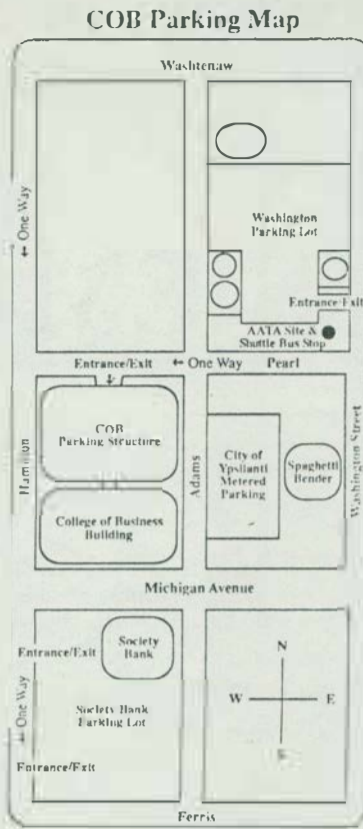 COB Parking Map
Washtenaw
← One Way
Washington
Parking Lot
Entrance/Exit
AATA Site &
Shuttle Bus Stop
Entrance/Exit
← One Way
Pearl
COB
Parking Structure
Hamilton
Adams
City of
Ypsilanti
Metered
Parking
Spaghetti
Bender
Washington Street
College of Business
Building
Michigan Avenue
Society
Bank
Entrance/Exit
← One Way
Society Bank
Parking Lot
Entrance/Exit
N
W
E
S
Ferris